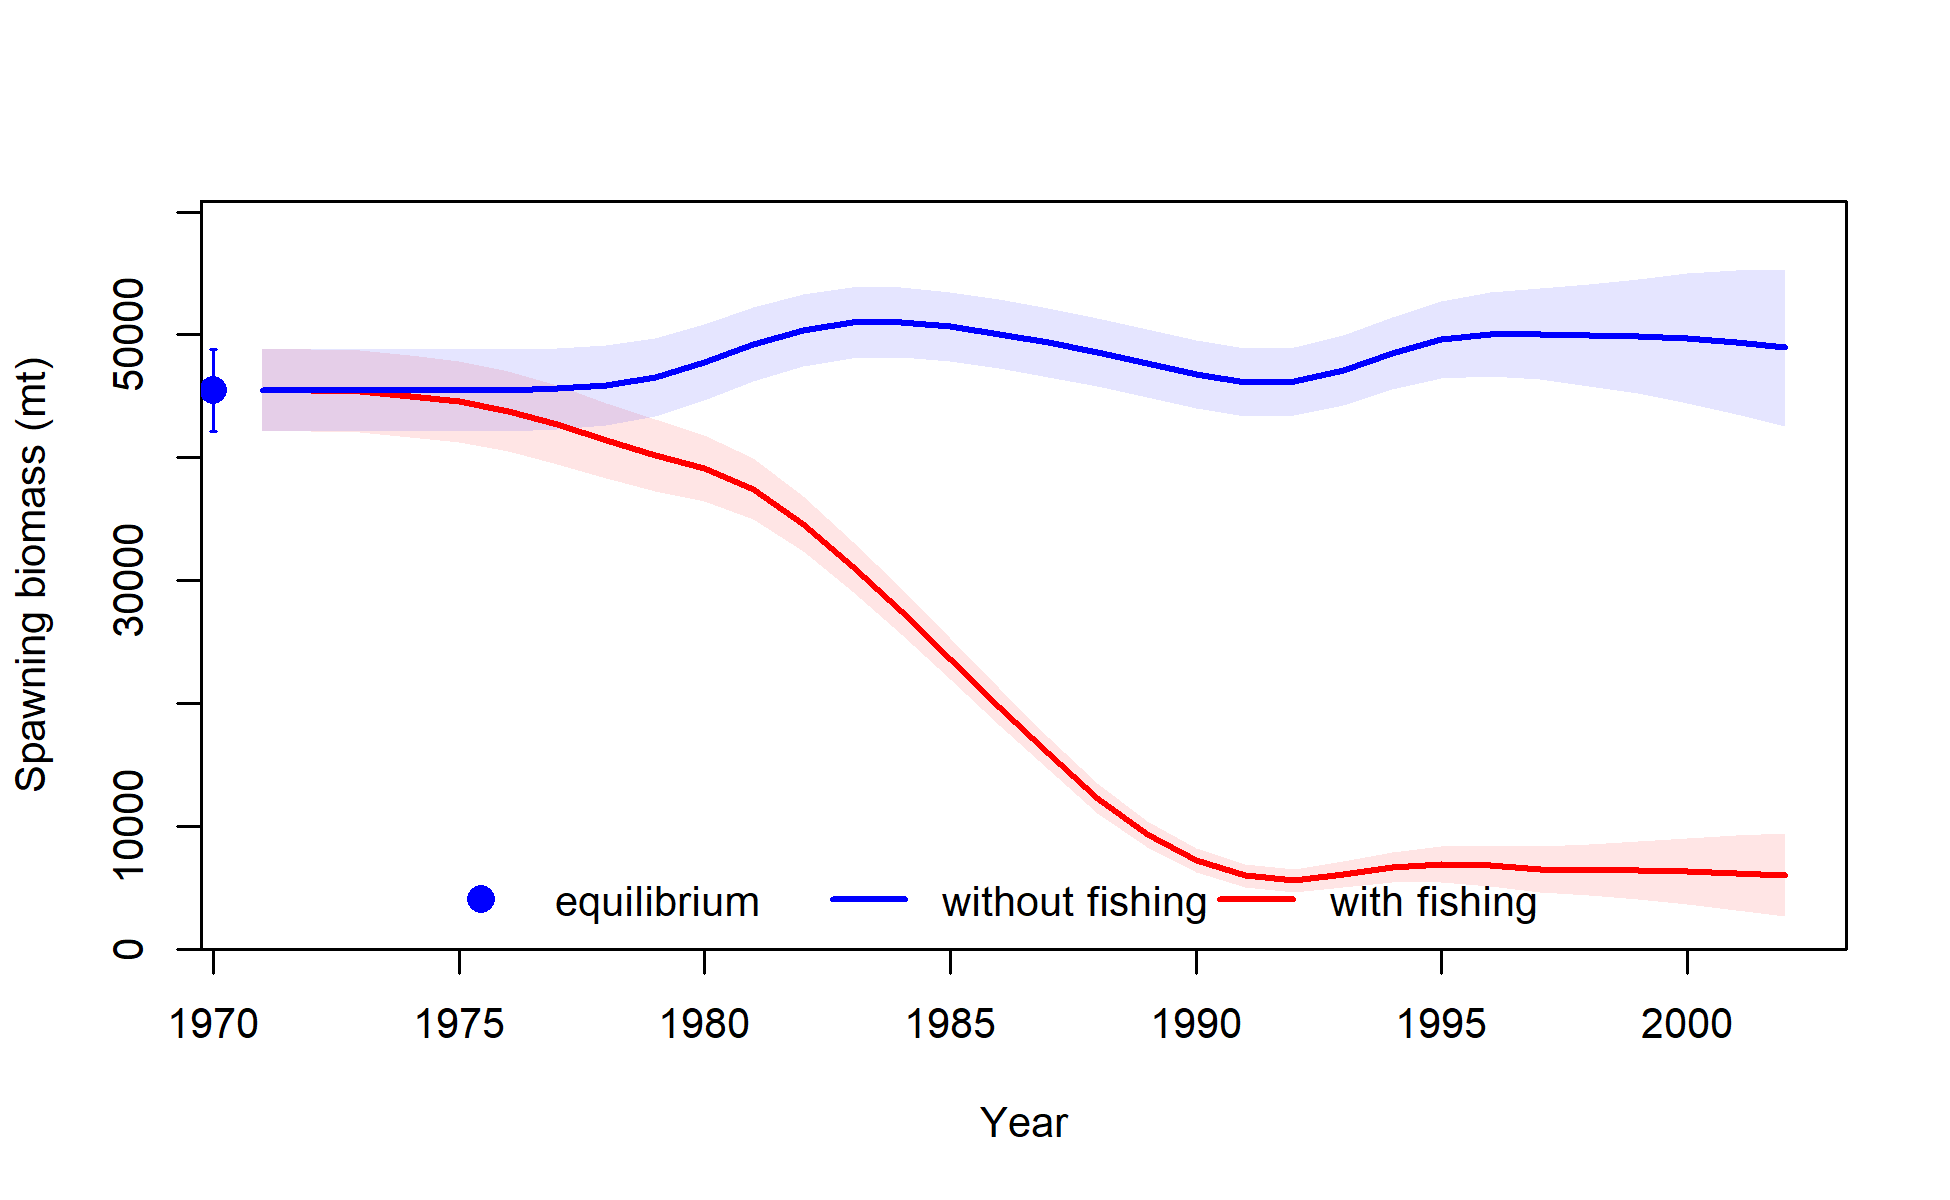 Spawning biomass (mt)
50000
30000
10000
0
equilibrium without fishing with fishing
1970 1975 1980 1985 1990 1995 2000
Year